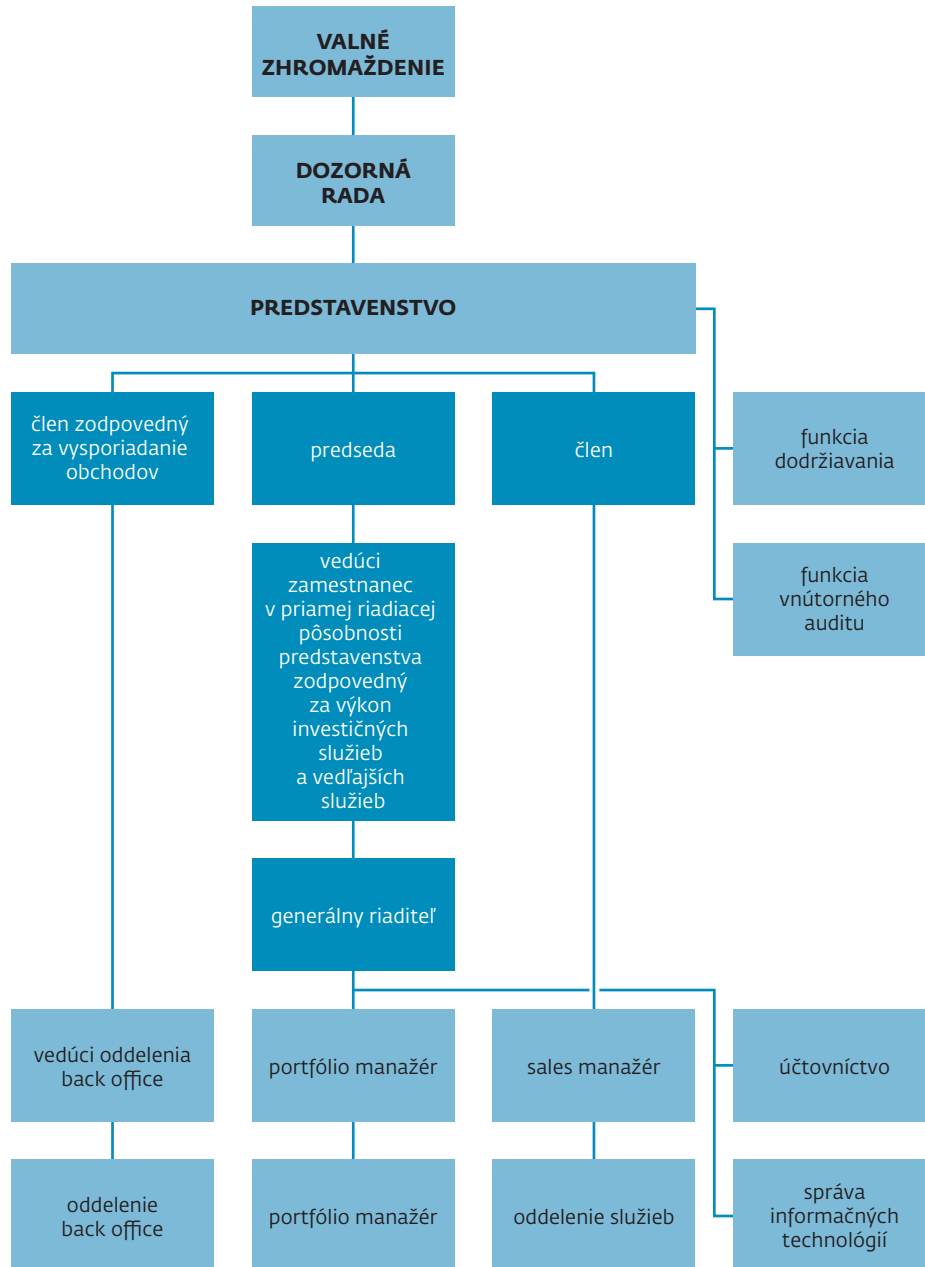 VALNÉ
ZHROMAŽDENIE
DOZORNÁ
RADA
PREDSTAVENSTVO
člen zodpovedný
za vysporiadanie
obchodov
predseda
člen
funkcia
dodržiavania
vedúci
zamestnanec
v priamej riadiacej
pôsobnosti
predstavenstva
zodpovedný
za výkon
investičných
služieb
a vedľajších
služieb
funkcia
vnútorného
auditu
generálny riaditeľ
vedúci oddelenia
back office
portfólio manažér
sales manažér
účtovníctvo
oddelenie
back office
portfólio manažér
oddelenie služieb
správa
informačných
technológií